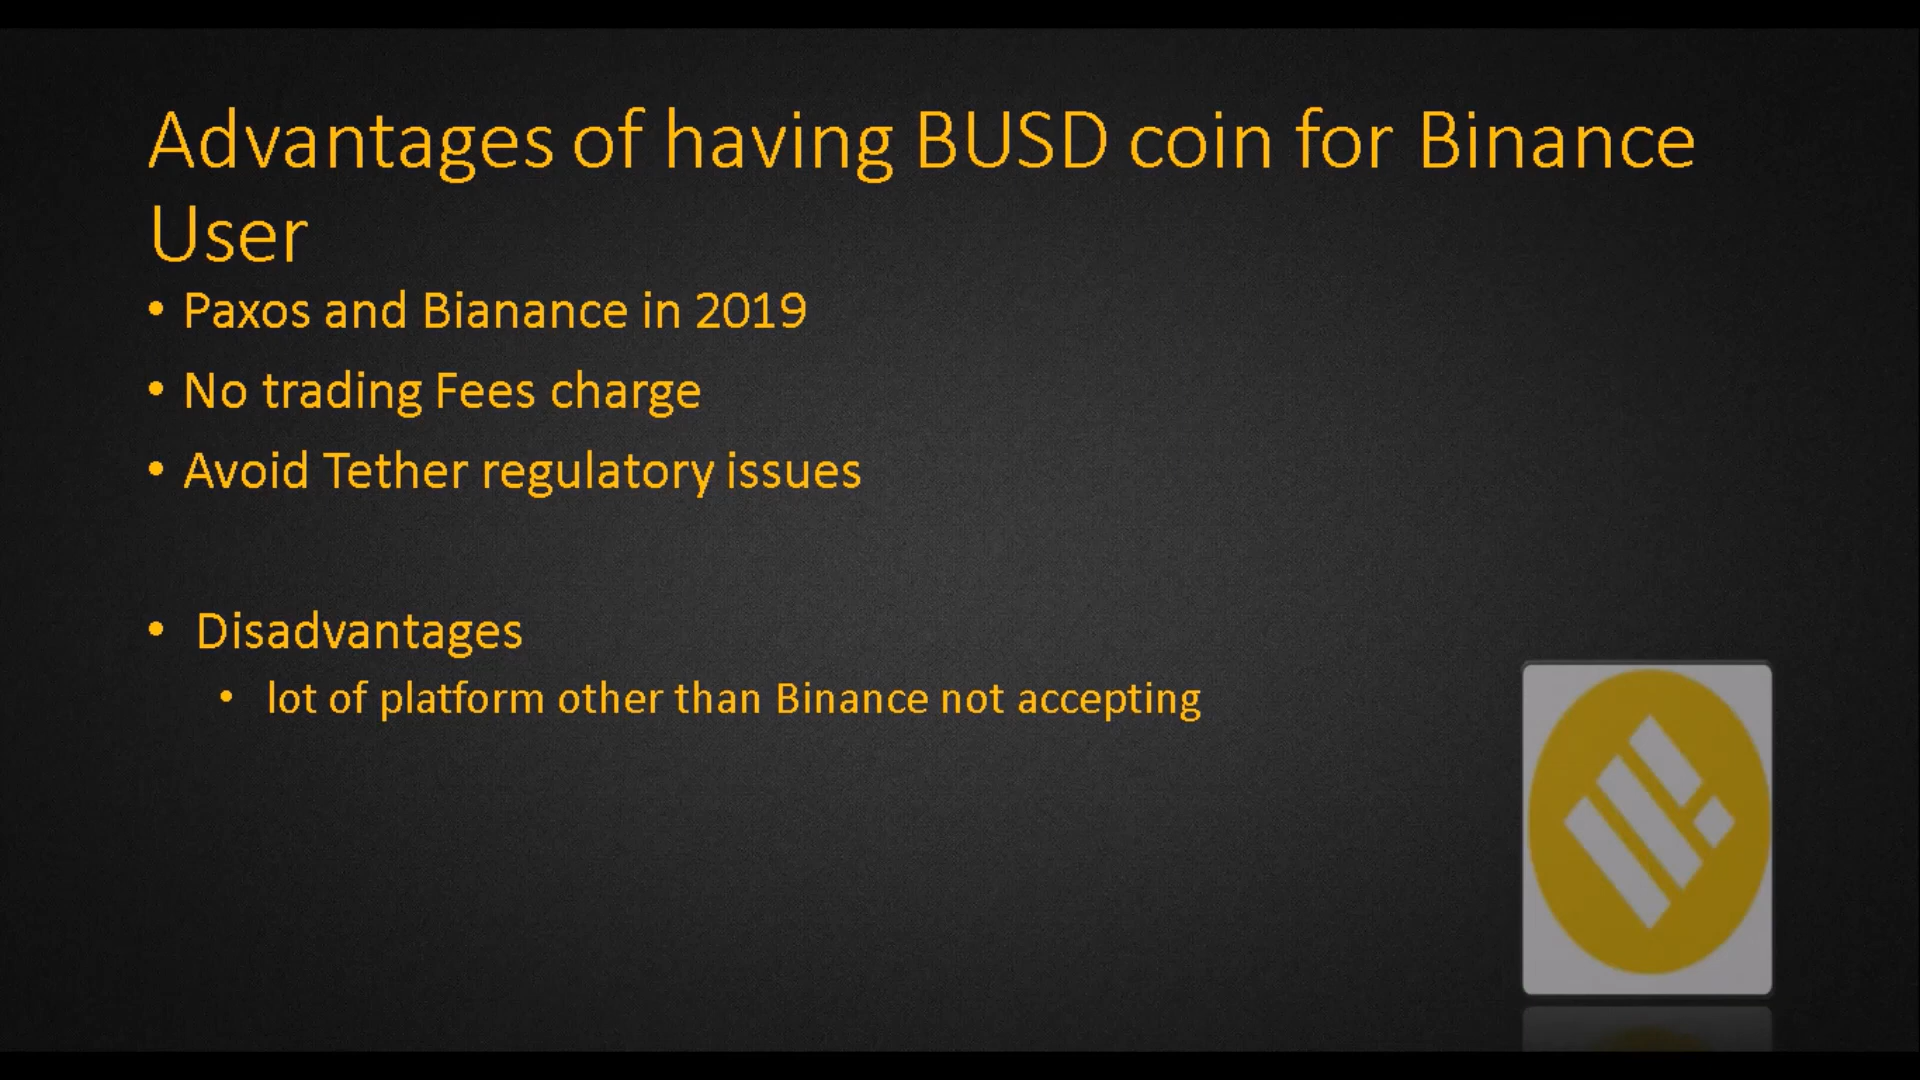 Advantages of having BUSD coin for Binance
User
• Paxos and Bianance in 2019
• No trading Fees charge
• Avoid Tether regulatory issues
• Disadvantages
• lot of platform other than Binance not accepting